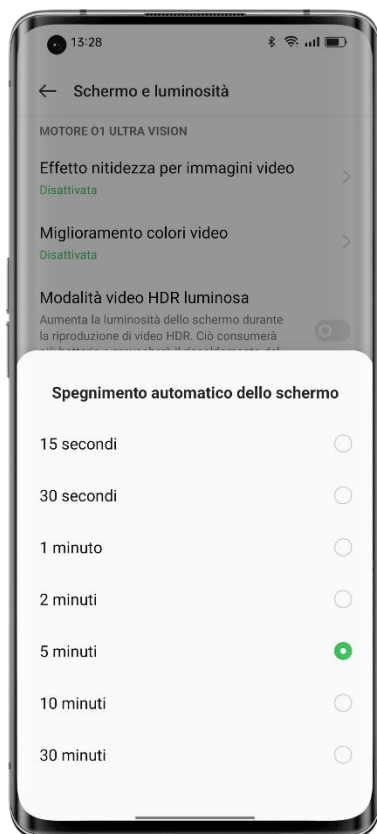 13:28
Schermo e luminosità
MOTORE O1 ULTRA VISION
Effetto nitidezza per immagini video
Disattivata
Miglioramento colori video
Disattivata
Modalità video HDR luminosa
Aumenta la luminosità dello schermo durante
la riproduzione di video HDR. Ciò consumerà
Spegnimento automatico dello schermo
15 secondi
30 secondi
1 minuto
2 minuti
5 minuti
10 minuti
30 minuti